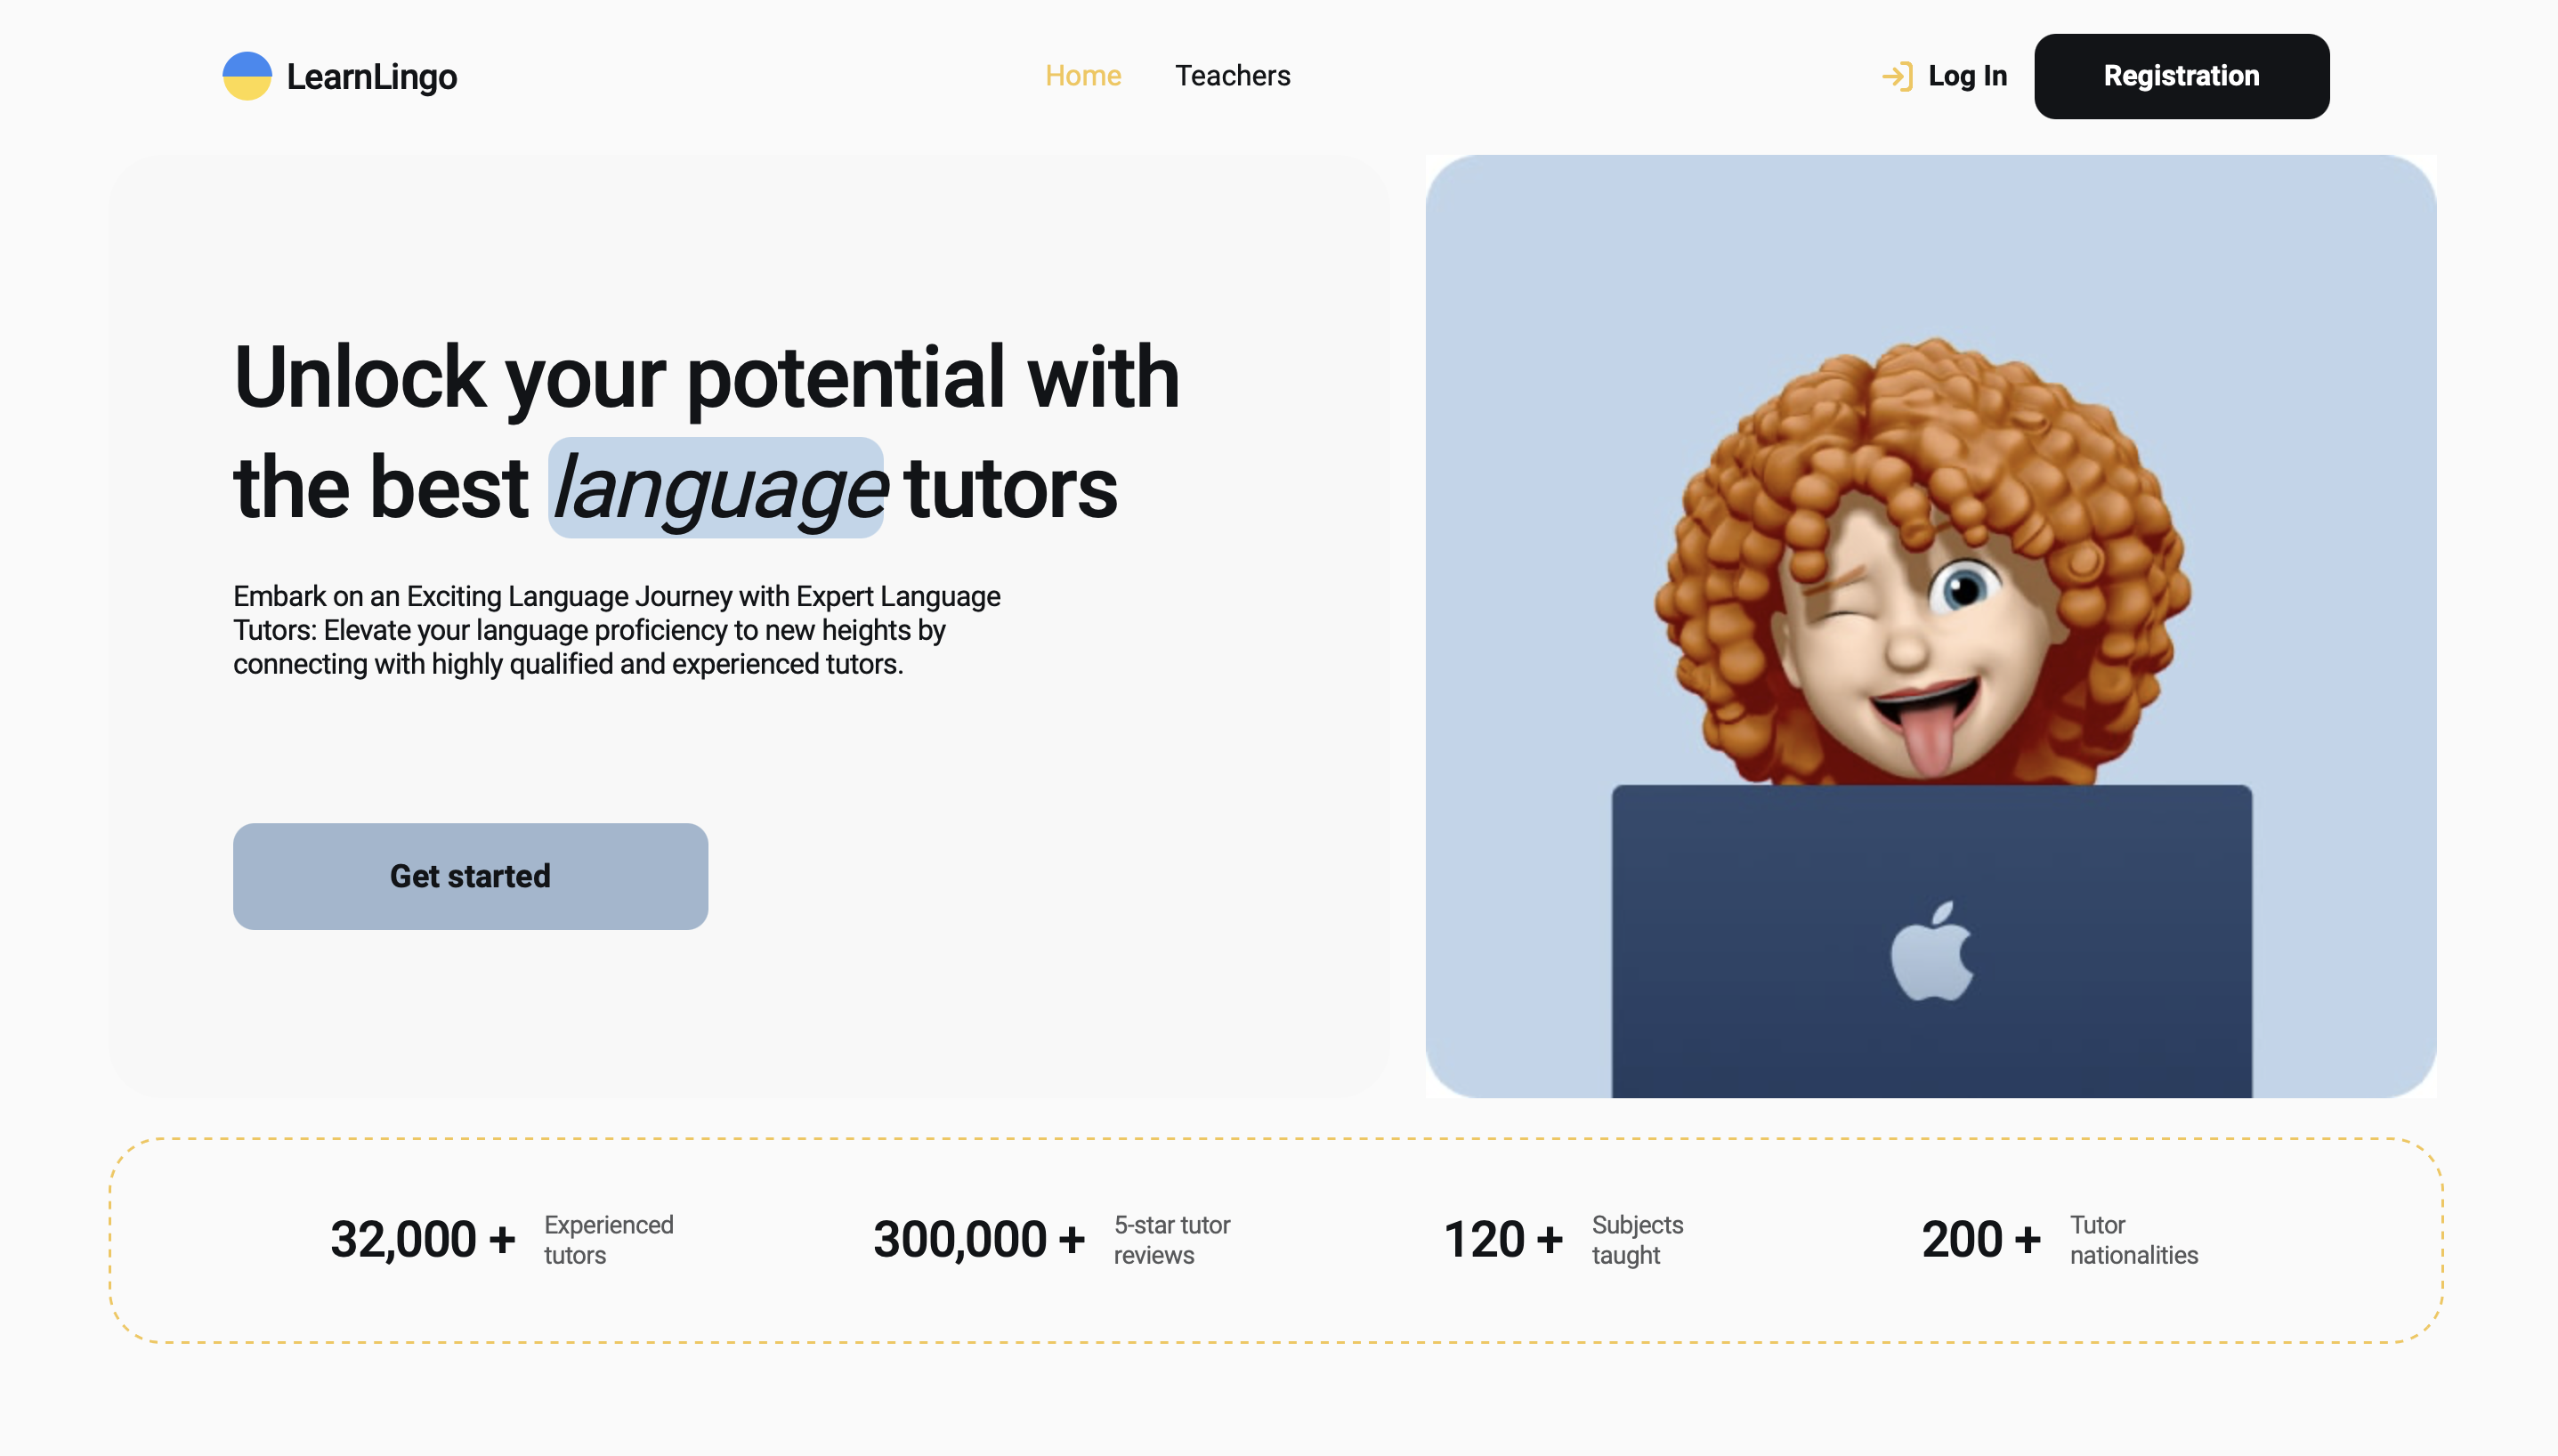 LearnLingo
Home
Teachers
Log In
Registration
Unlock your potential with
the best language tutors
Embark on an Exciting Language Journey with Expert Language
Tutors: Elevate your language proficiency to new heights by
connecting with highly qualified and experienced tutors.
Get started
32,000 +
Experienced
tutors
300,000 +
5-star tutor
reviews
120 +
Subjects
taught
200 +
Tutor
nationalities